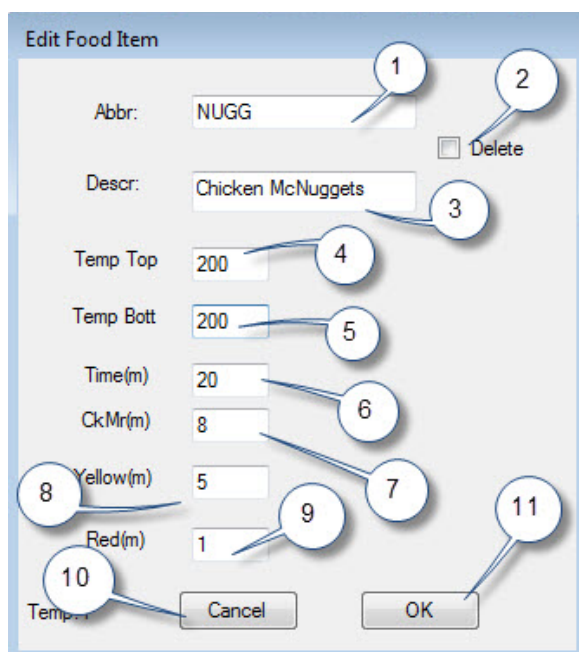 Edit Food Item
1
Abbr: NUGG
2
Delete
Descr: Chicken McNuggets
3
Temp Top 200
4
Temp Bott 200
5
Time(m) 20
6
CkMr(m) 8
7
Yellow(m) 5
8
9
Red(m) 1
10
11
Cancel OK